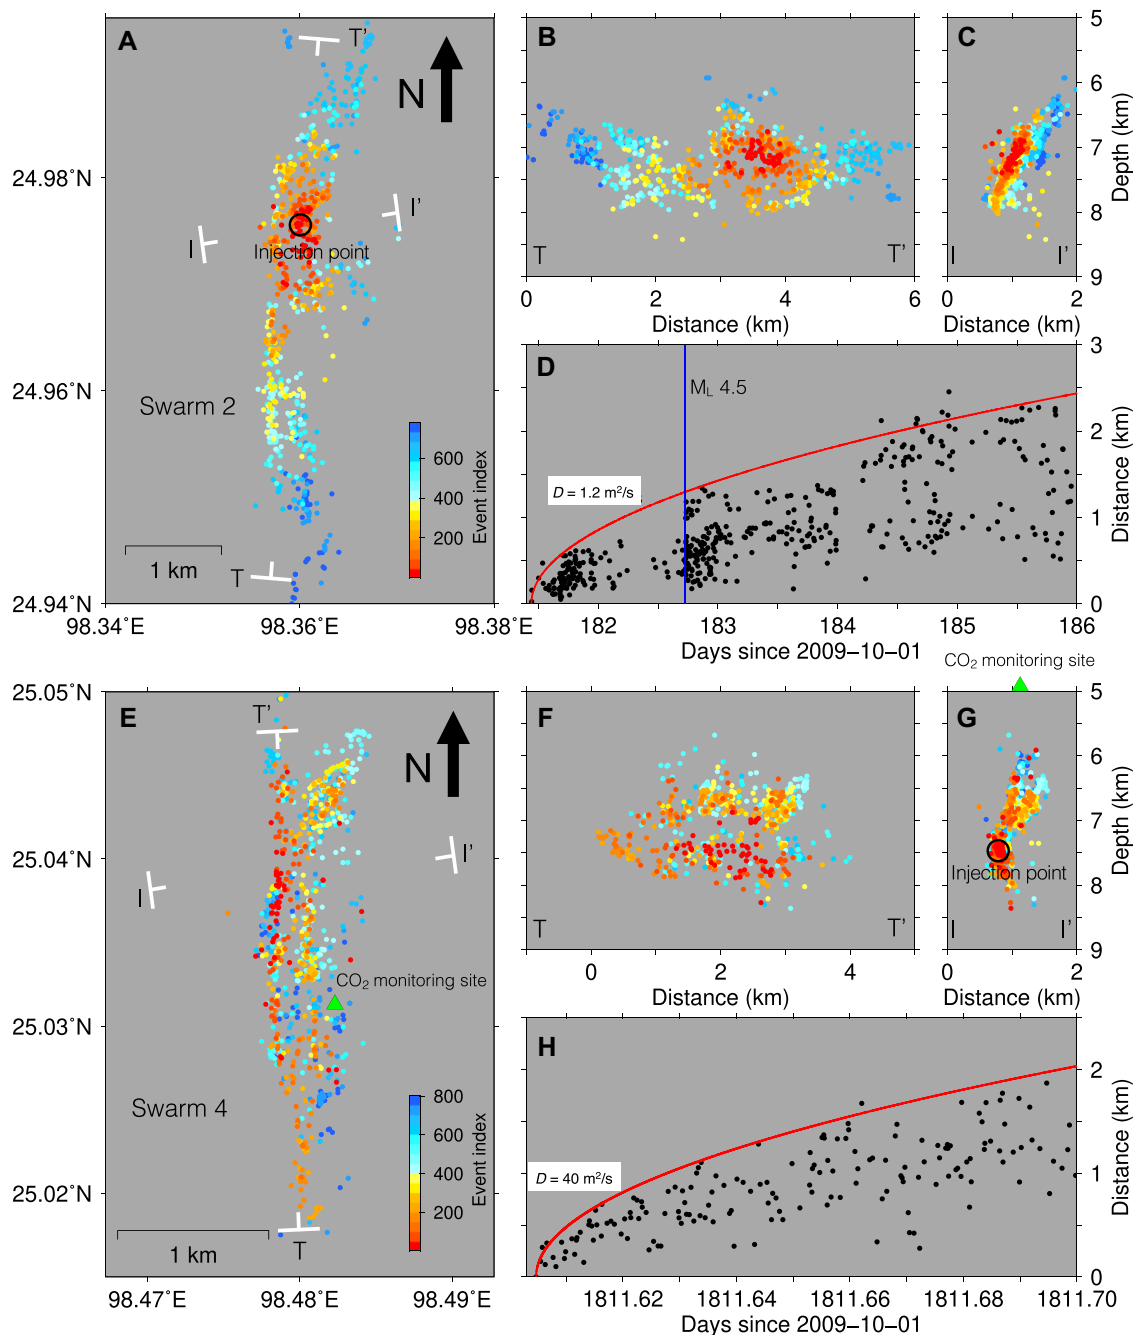 A
T'
N
24.98°N
I'
I
Injection point
24.96°N
Swarm 2
600
400
200
Event index
1 km
T
24.94°N
98.34°E
98.36°E
98.38°E
B
T
T'
0
2
4
6
Distance (km)
C
5
6
7
8
9
Depth (km)
I
I'
0
1
2
Distance (km)
D
M_L 4.5
D = 1.2 m²/s
3
2
1
0
Distance (km)
182
183
184
185
186
Days since 2009–10–01
25.05°N
E
T'
N
25.04°N
I'
I
CO₂ monitoring site
25.03°N
Swarm 4
800
600
400
200
Event index
25.02°N
1 km
T
98.47°E
98.48°E
98.49°E
F
T
T'
0
2
4
Distance (km)
CO₂ monitoring site
G
5
6
7
8
9
Depth (km)
Injection point
I
I'
0
1
2
Distance (km)
H
D = 40 m²/s
2
1
0
Distance (km)
1811.62
1811.64
1811.66
1811.68
1811.70
Days since 2009–10–01